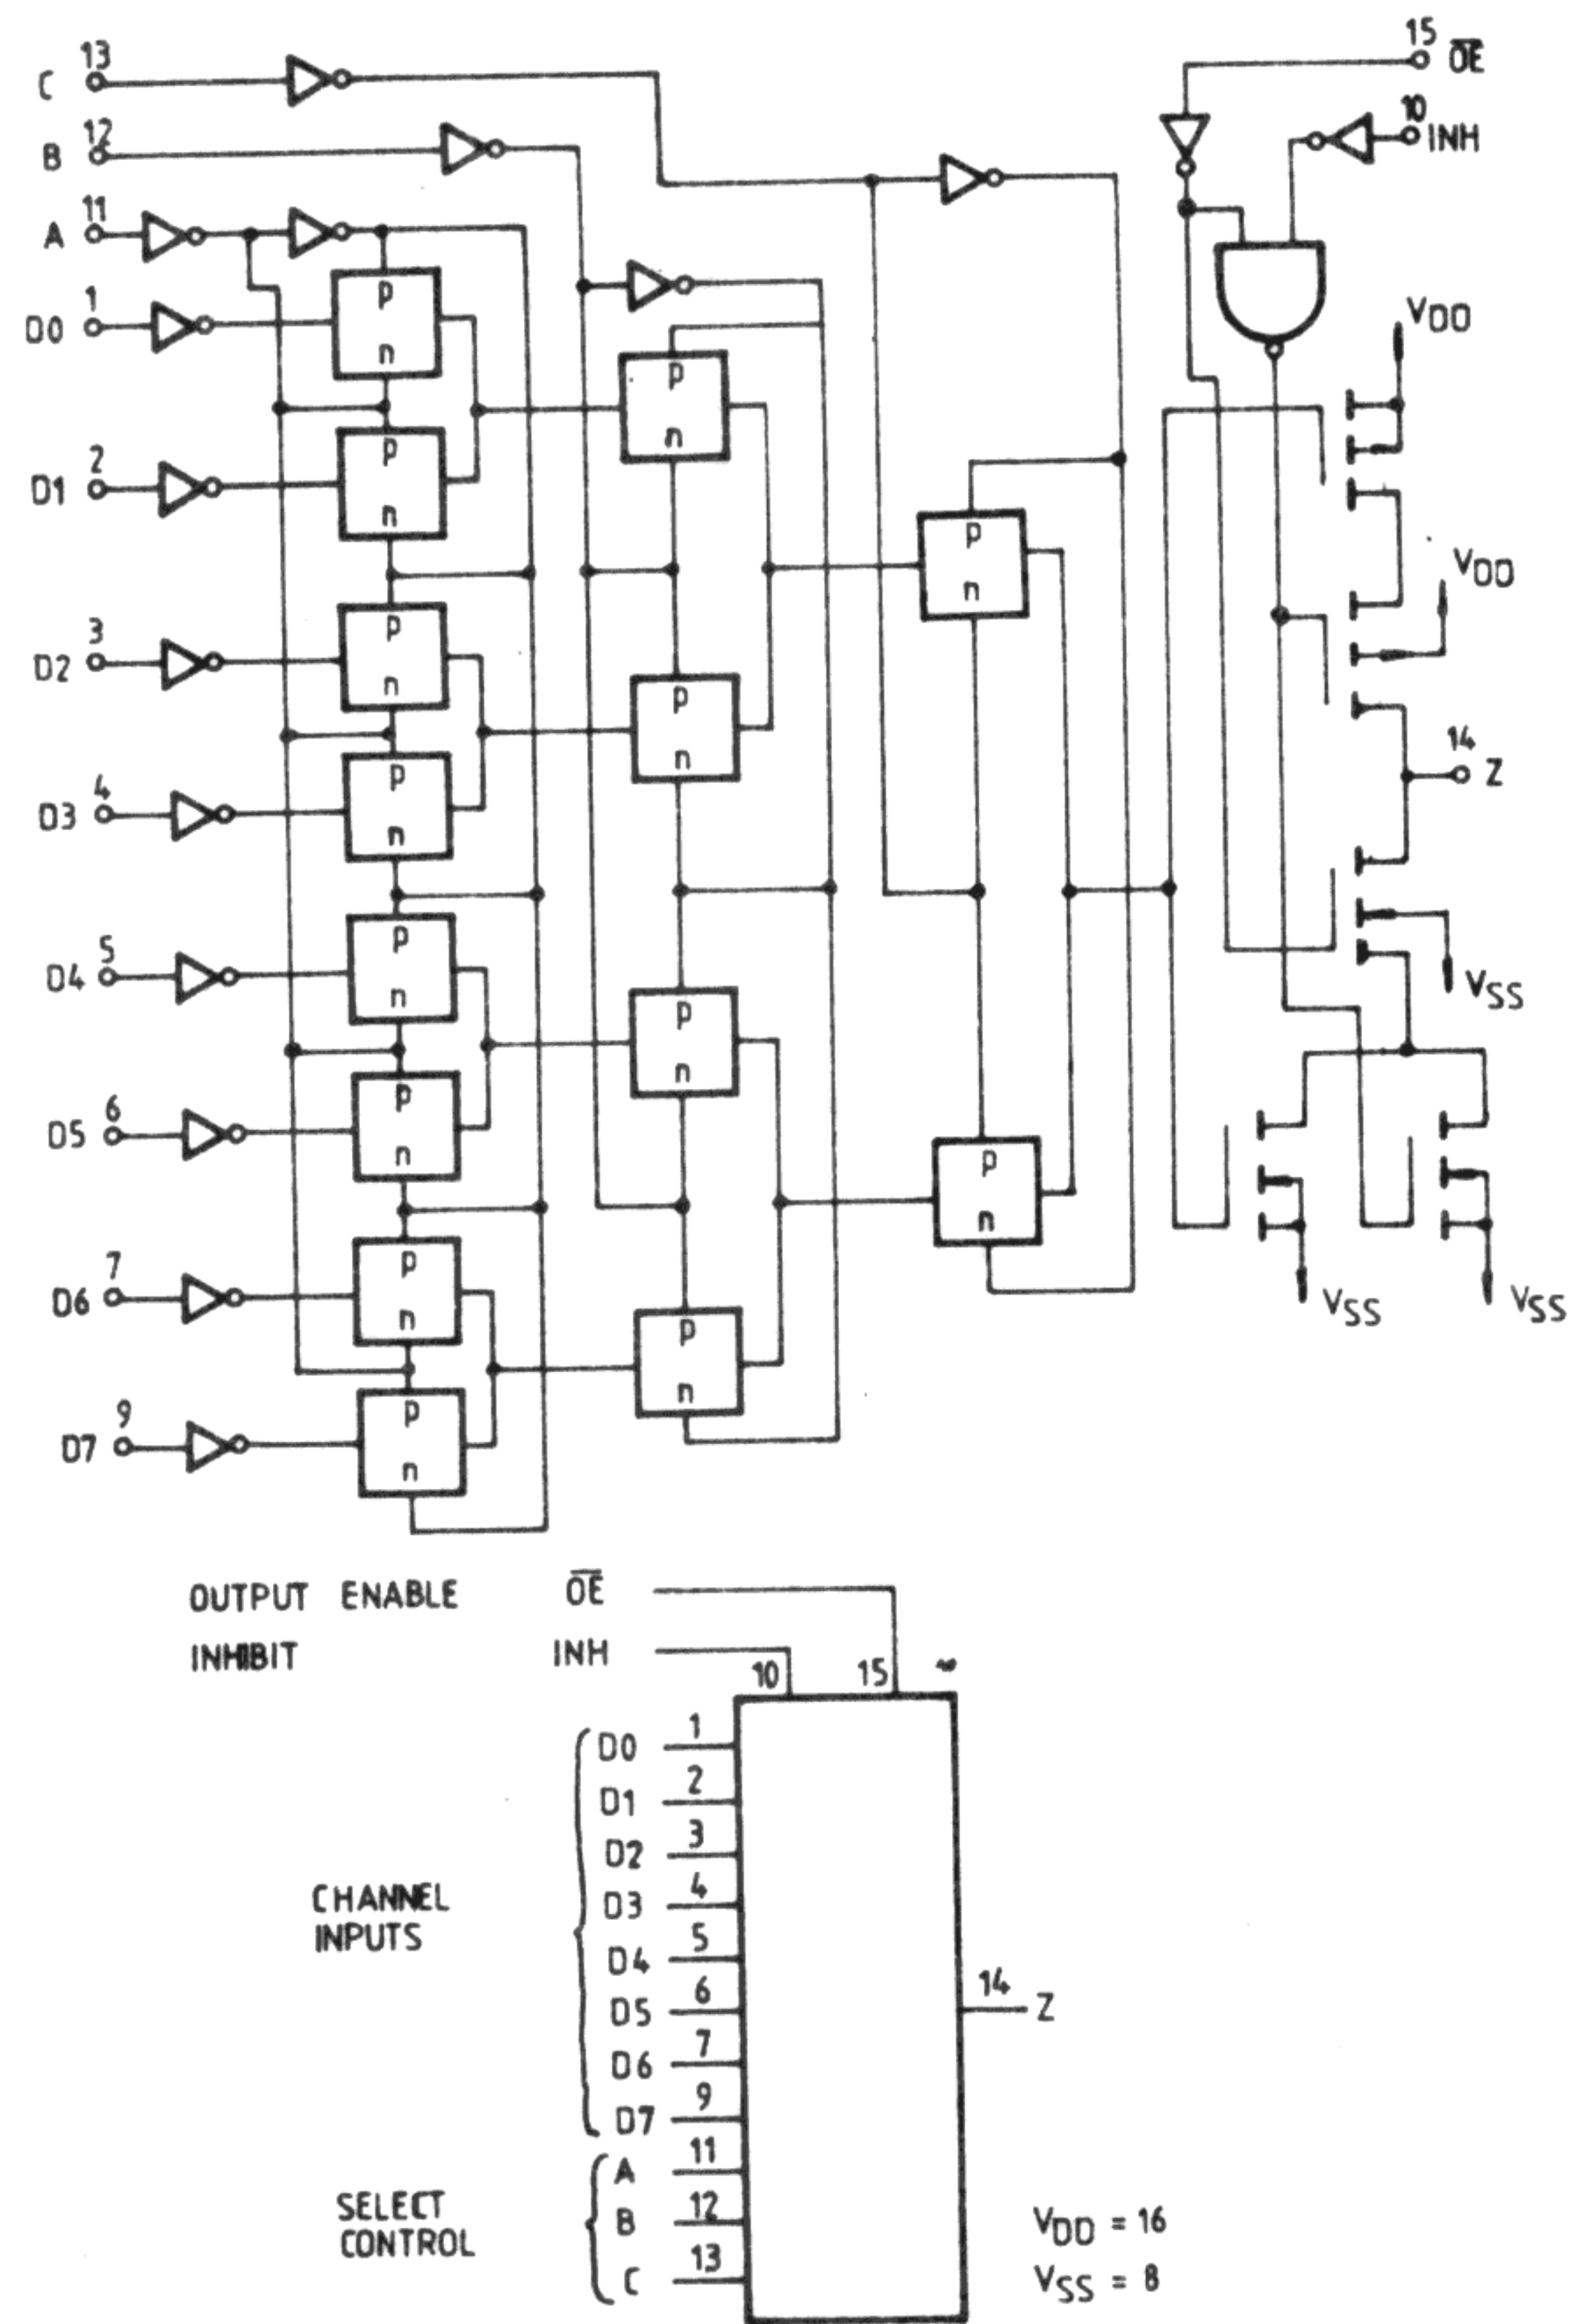 C 13
B 12
A 11
D0 1
D1 2
D2 3
D3 4
D4 5
D5 6
D6 7
D7 9
15 OE
10 INH
p
n
p
n
p
n
p
n
p
n
p
n
p
n
p
n
p
n
p
n
p
n
p
n
p
n
p
n
VDD
VDD
14 Z
VSS
VSS
VSS
OUTPUT ENABLE OE
INHIBIT INH
10 15
CHANNEL
INPUTS
D0 1
D1 2
D2 3
D3 4
D4 5
D5 6
D6 7
D7 9
SELECT
CONTROL
A 11
B 12
C 13
14 Z
VDD = 16
VSS = 8